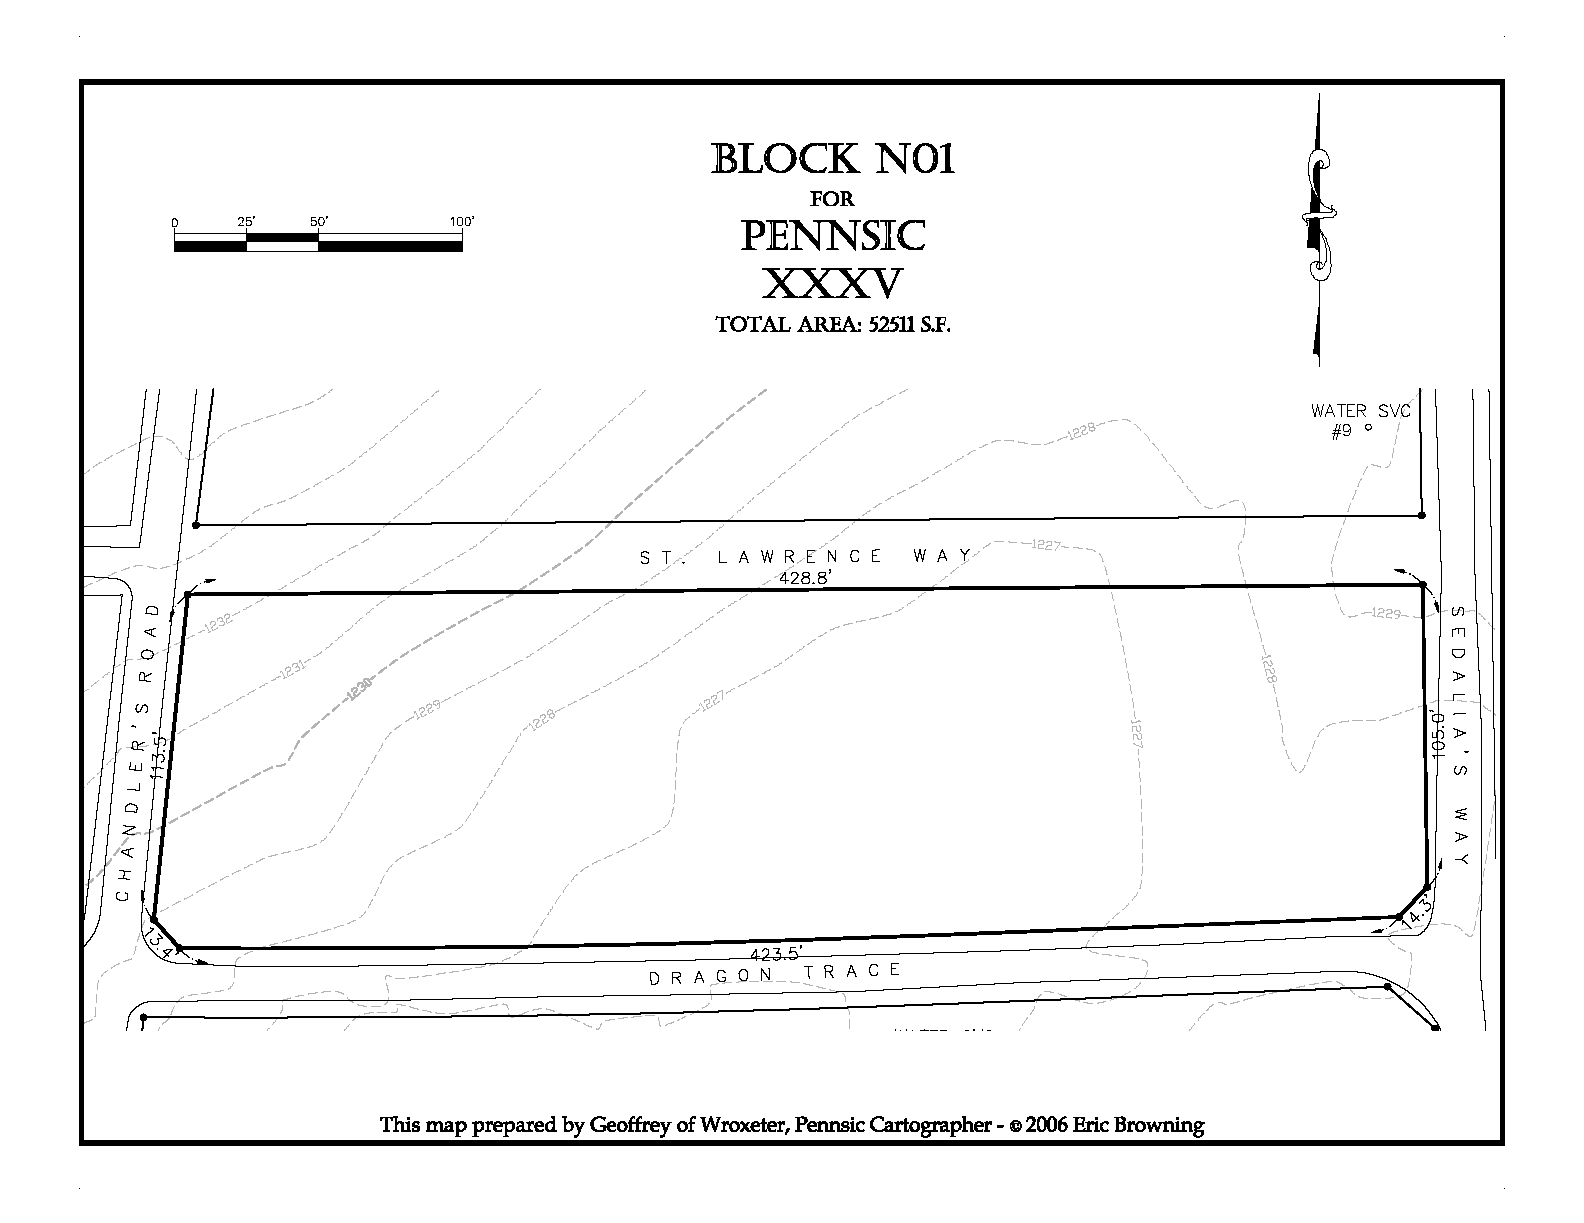 BLOCK N01
FOR
PENNSIC
XXXV
TOTAL AREA: 52511 S.F.
0 25' 50' 100'
WATER SVC
#9
1228
ST. LAWRENCE WAY
1227
428.8'
1232
1231
1230
1229
1228
1227
1227
1228
1229
CHANDLER'S ROAD
113.5'
SEDALIA'S WAY
105.0'
13.4'
14.3'
423.5'
DRAGON TRACE
This map prepared by Geoffrey of Wroxeter, Pennsic Cartographer - © 2006 Eric Browning